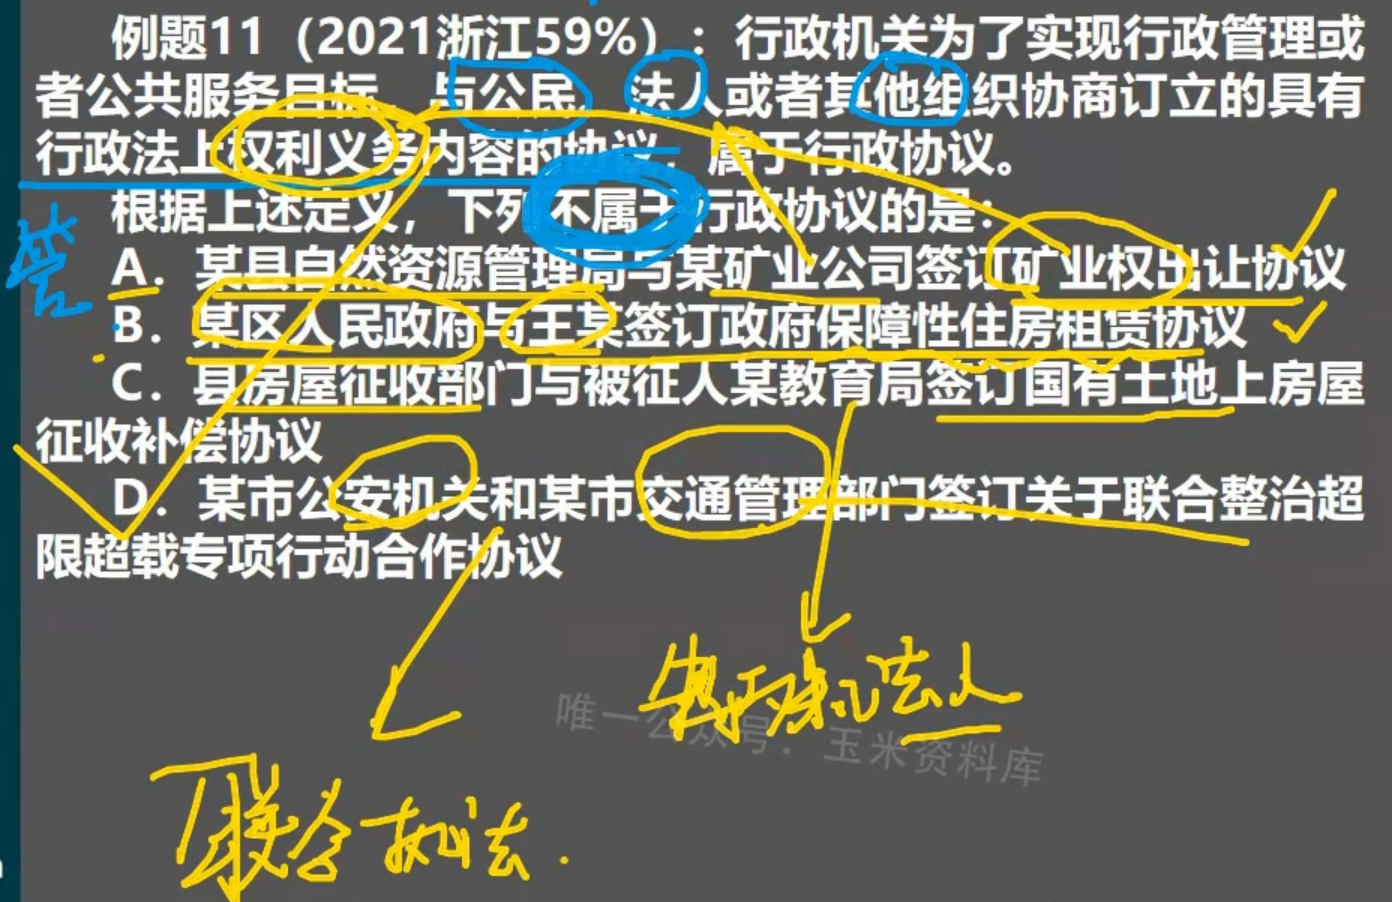 例题11（2021浙江59%）：行政机关为了实现行政管理或
者公共服务目标，与公民、法人或者其他组织协商订立的具有
行政法上权利义务内容的协议，属于行政协议。
根据上述定义，下列不属于行政协议的是：
A．某县自然资源管理局与某矿业公司签订矿业权出让协议
B．某区人民政府与王某签订政府保障性住房租赁协议
C．县房屋征收部门与被征人某教育局签订国有土地上房屋
征收补偿协议
D．某市公安机关和某市交通管理部门签订关于联合整治超
限超载专项行动合作协议
法人
唯一公众号：玉米资料库
联合执法.